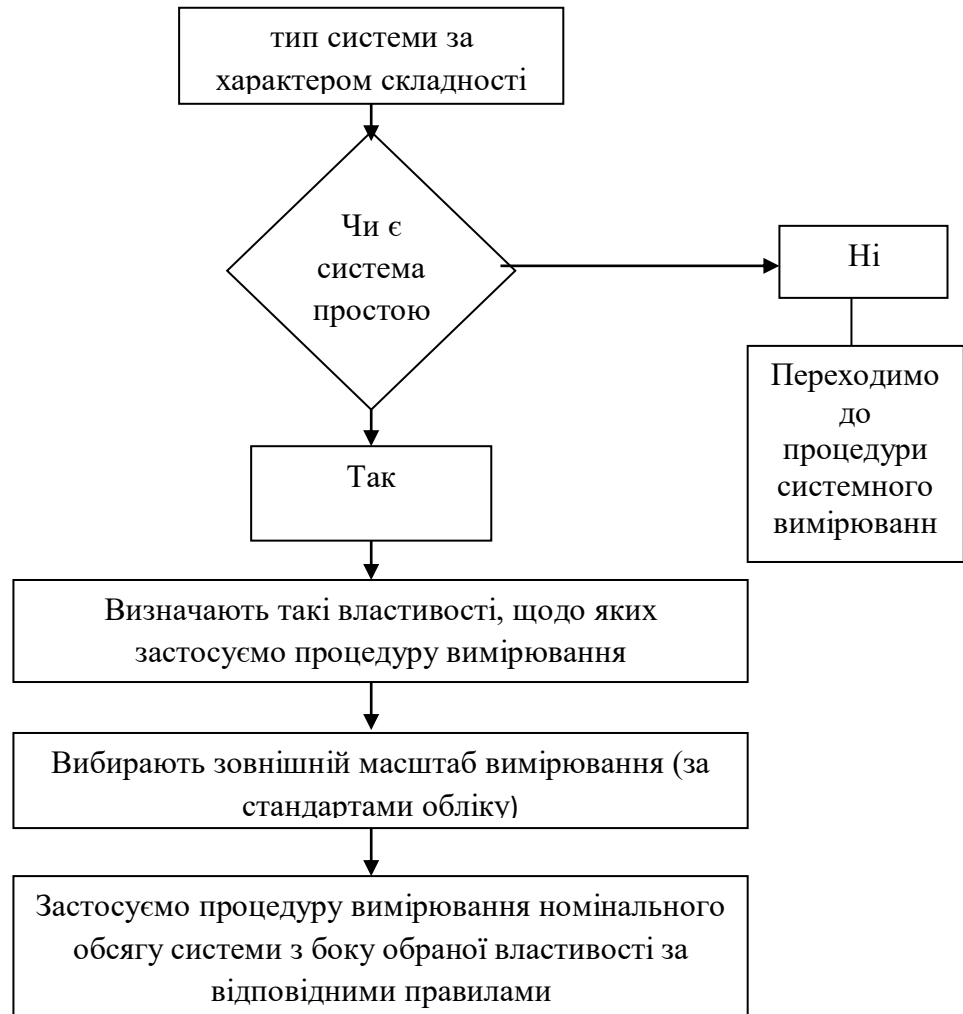 тип системи за
характером складності
Чи є
система
простою
Ні
Переходимо
до
процедури
системного
вимірюванн
Так
Визначають такі властивості, щодо яких
застосуємо процедуру вимірювання
Вибирають зовнішній масштаб вимірювання (за
стандартами обліку)
Застосуємо процедуру вимірювання номінального
обсягу системи з боку обраної властивості за
відповідними правилами